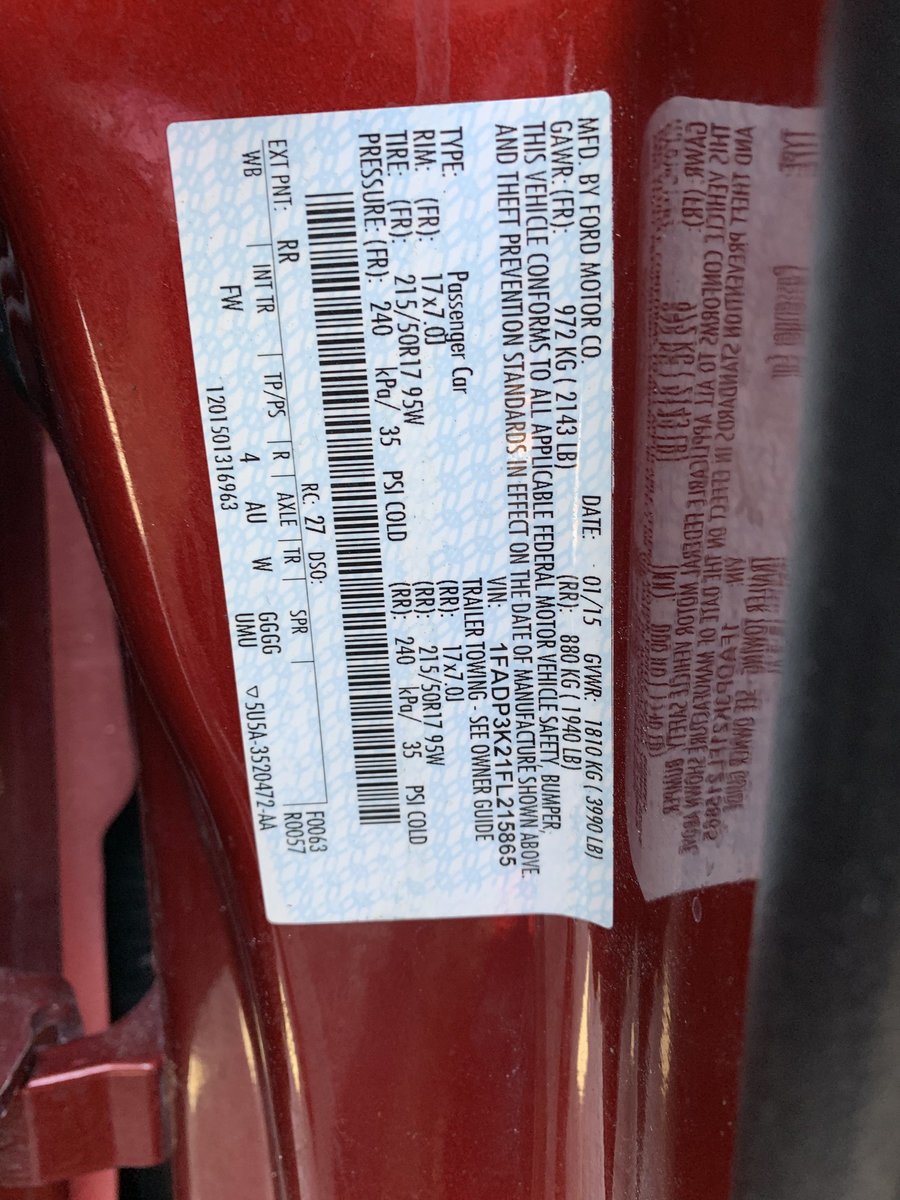 MFD. BY FORD MOTOR CO.
DATE: 01/15 GVWR: 1810 KG ( 3990 LB)
GAWR: (FR): 972 KG ( 2143 LB) (RR): 880 KG ( 1940 LB)
THIS VEHICLE CONFORMS TO ALL APPLICABLE FEDERAL MOTOR VEHICLE SAFETY, BUMPER,
AND THEFT PREVENTION STANDARDS IN EFFECT ON THE DATE OF MANUFACTURE SHOWN ABOVE.
VIN: 1FADP3K21FL215865
TYPE: Passenger Car TRAILER TOWING - SEE OWNER GUIDE
RIM: (FR): 17x7.0J (RR): 17x7.0J
TIRE: (FR): 215/50R17 95W (RR): 215/50R17 95W
PRESSURE: (FR): 240 kPa/ 35 PSI COLD (RR): 240 kPa/ 35 PSI COLD
F0063
EXT PNT: RR RC: 27 DSO: R0057
WB INT TR TP/PS R AXLE TR SPR
FW 4 AU W GGGG
1201501316963 UMU ▽5U5A-3520472-AA